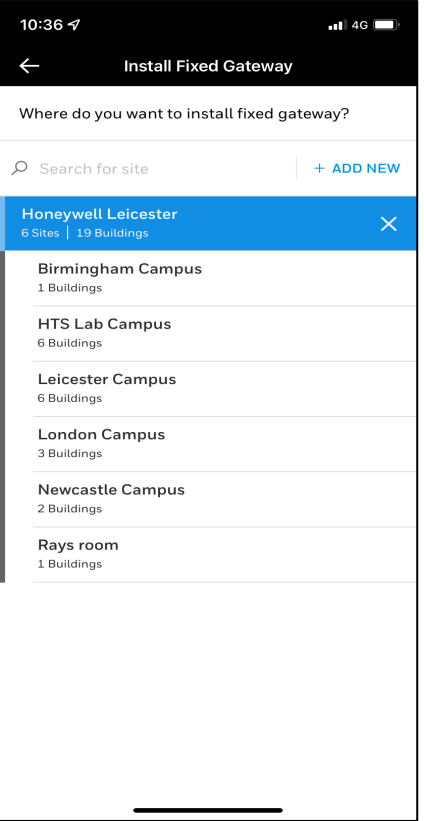 10:36
4G
Install Fixed Gateway
Where do you want to install fixed gateway?
Search for site
+ ADD NEW
Honeywell Leicester
6 Sites | 19 Buildings
Birmingham Campus
1 Buildings
HTS Lab Campus
6 Buildings
Leicester Campus
6 Buildings
London Campus
3 Buildings
Newcastle Campus
2 Buildings
Rays room
1 Buildings